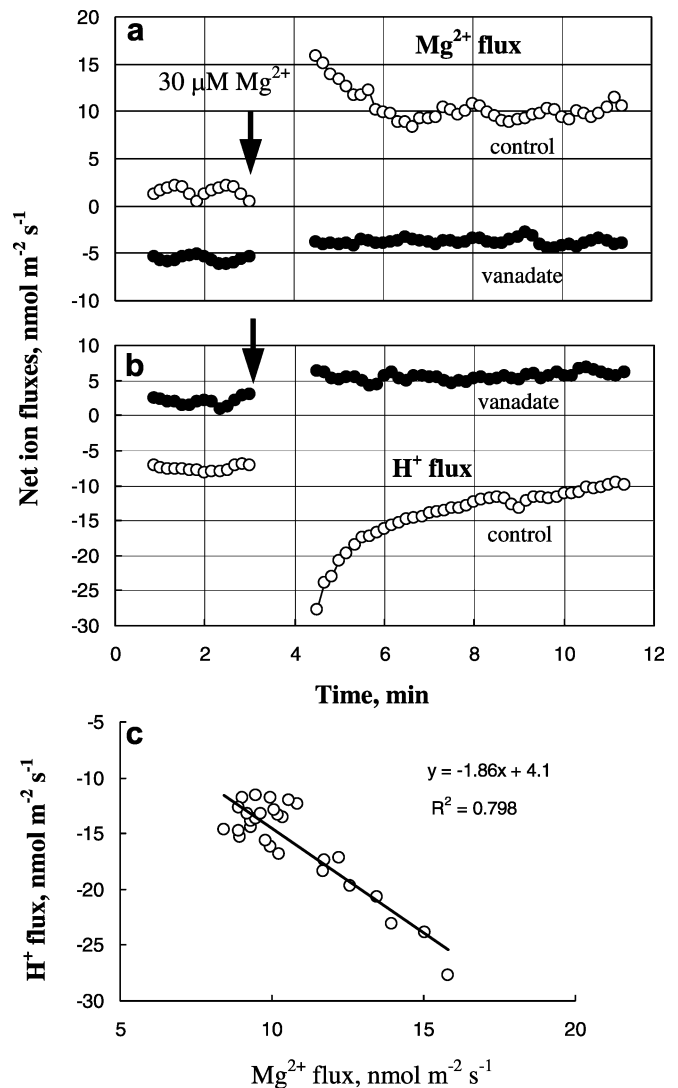 a
Mg²⁺ flux
30 μM Mg²⁺
control
vanadate
20
15
10
5
0
-5
-10
Net ion fluxes, nmol m⁻² s⁻¹
b
vanadate
H⁺ flux
control
10
5
0
-5
-10
-15
-20
-25
-30
0 2 4 6 8 10 12
Time, min
c
y = -1.86x + 4.1
R² = 0.798
-5
-10
-15
-20
-25
-30
H⁺ flux, nmol m⁻² s⁻¹
5 10 15 20
Mg²⁺ flux, nmol m⁻² s⁻¹